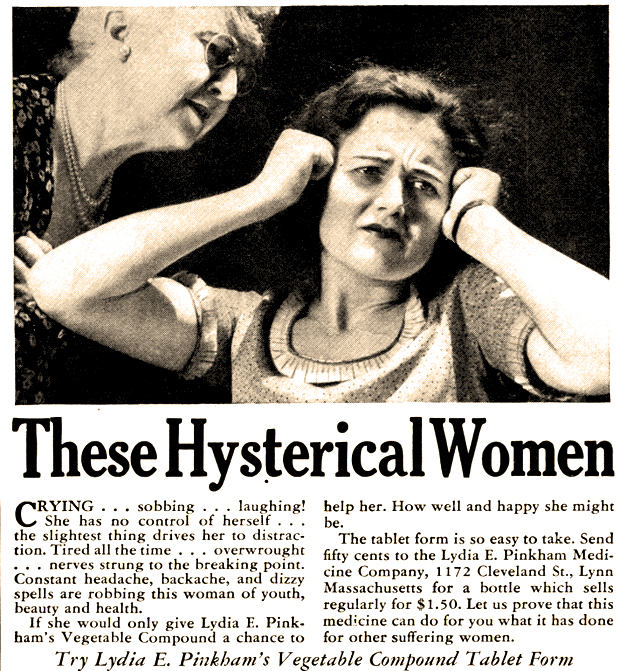 These Hysterical Women
CRYING . . . sobbing . . . laughing!
She has no control of herself . . .
the slightest thing drives her to distrac-
tion. Tired all the time . . . overwrought
. . . nerves strung to the breaking point.
Constant headache, backache, and dizzy
spells are robbing this woman of youth,
beauty and health.
If she would only give Lydia E. Pink-
ham's Vegetable Compound a chance to
help her. How well and happy she might
be.
The tablet form is so easy to take. Send
fifty cents to the Lydia E. Pinkham Medi-
cine Company, 1172 Cleveland St., Lynn
Massachusetts for a bottle which sells
regularly for $1.50. Let us prove that this
medicine can do for you what it has done
for other suffering women.
Try Lydia E. Pinkham's Vegetable Compound Tablet Form